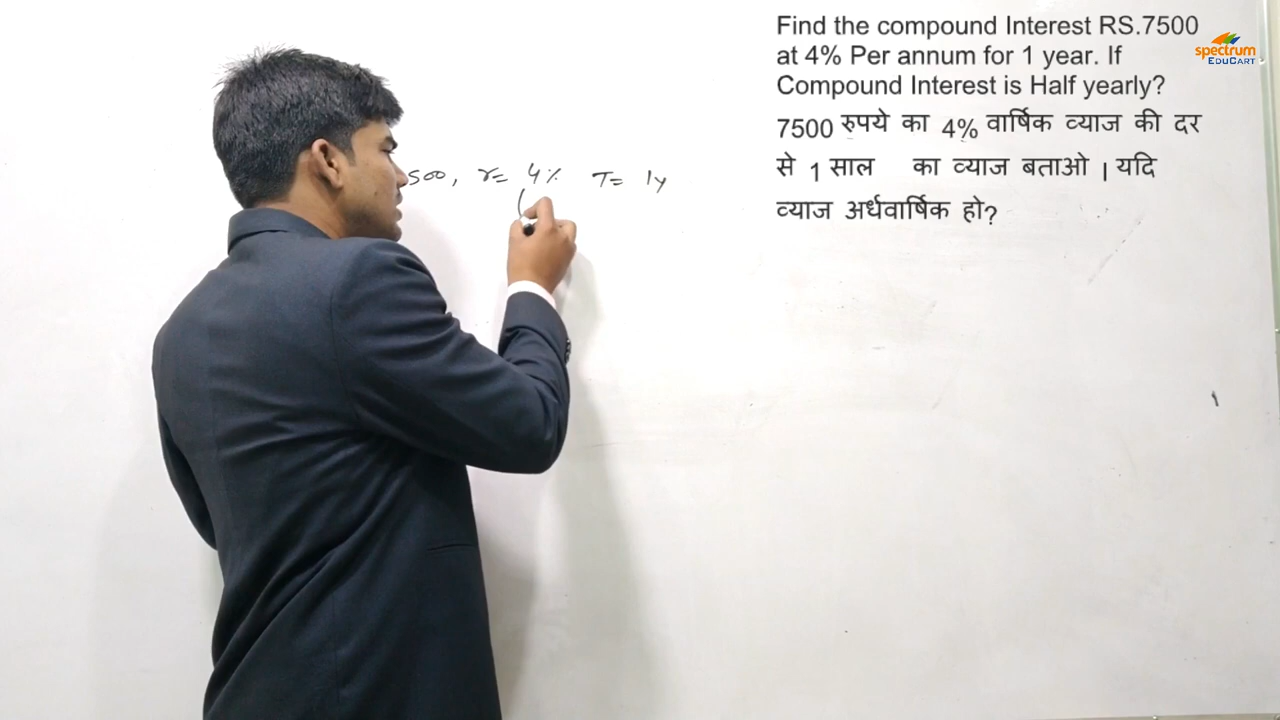 Find the compound Interest RS.7500
at 4% Per annum for 1 year. If
Compound Interest is Half yearly?
spectrum
EDUCART
7500 रुपये का 4% वार्षिक व्याज की दर
से 1 साल का व्याज बताओ । यदि
व्याज अर्धवार्षिक हो?
500, r= 4% T= 1y